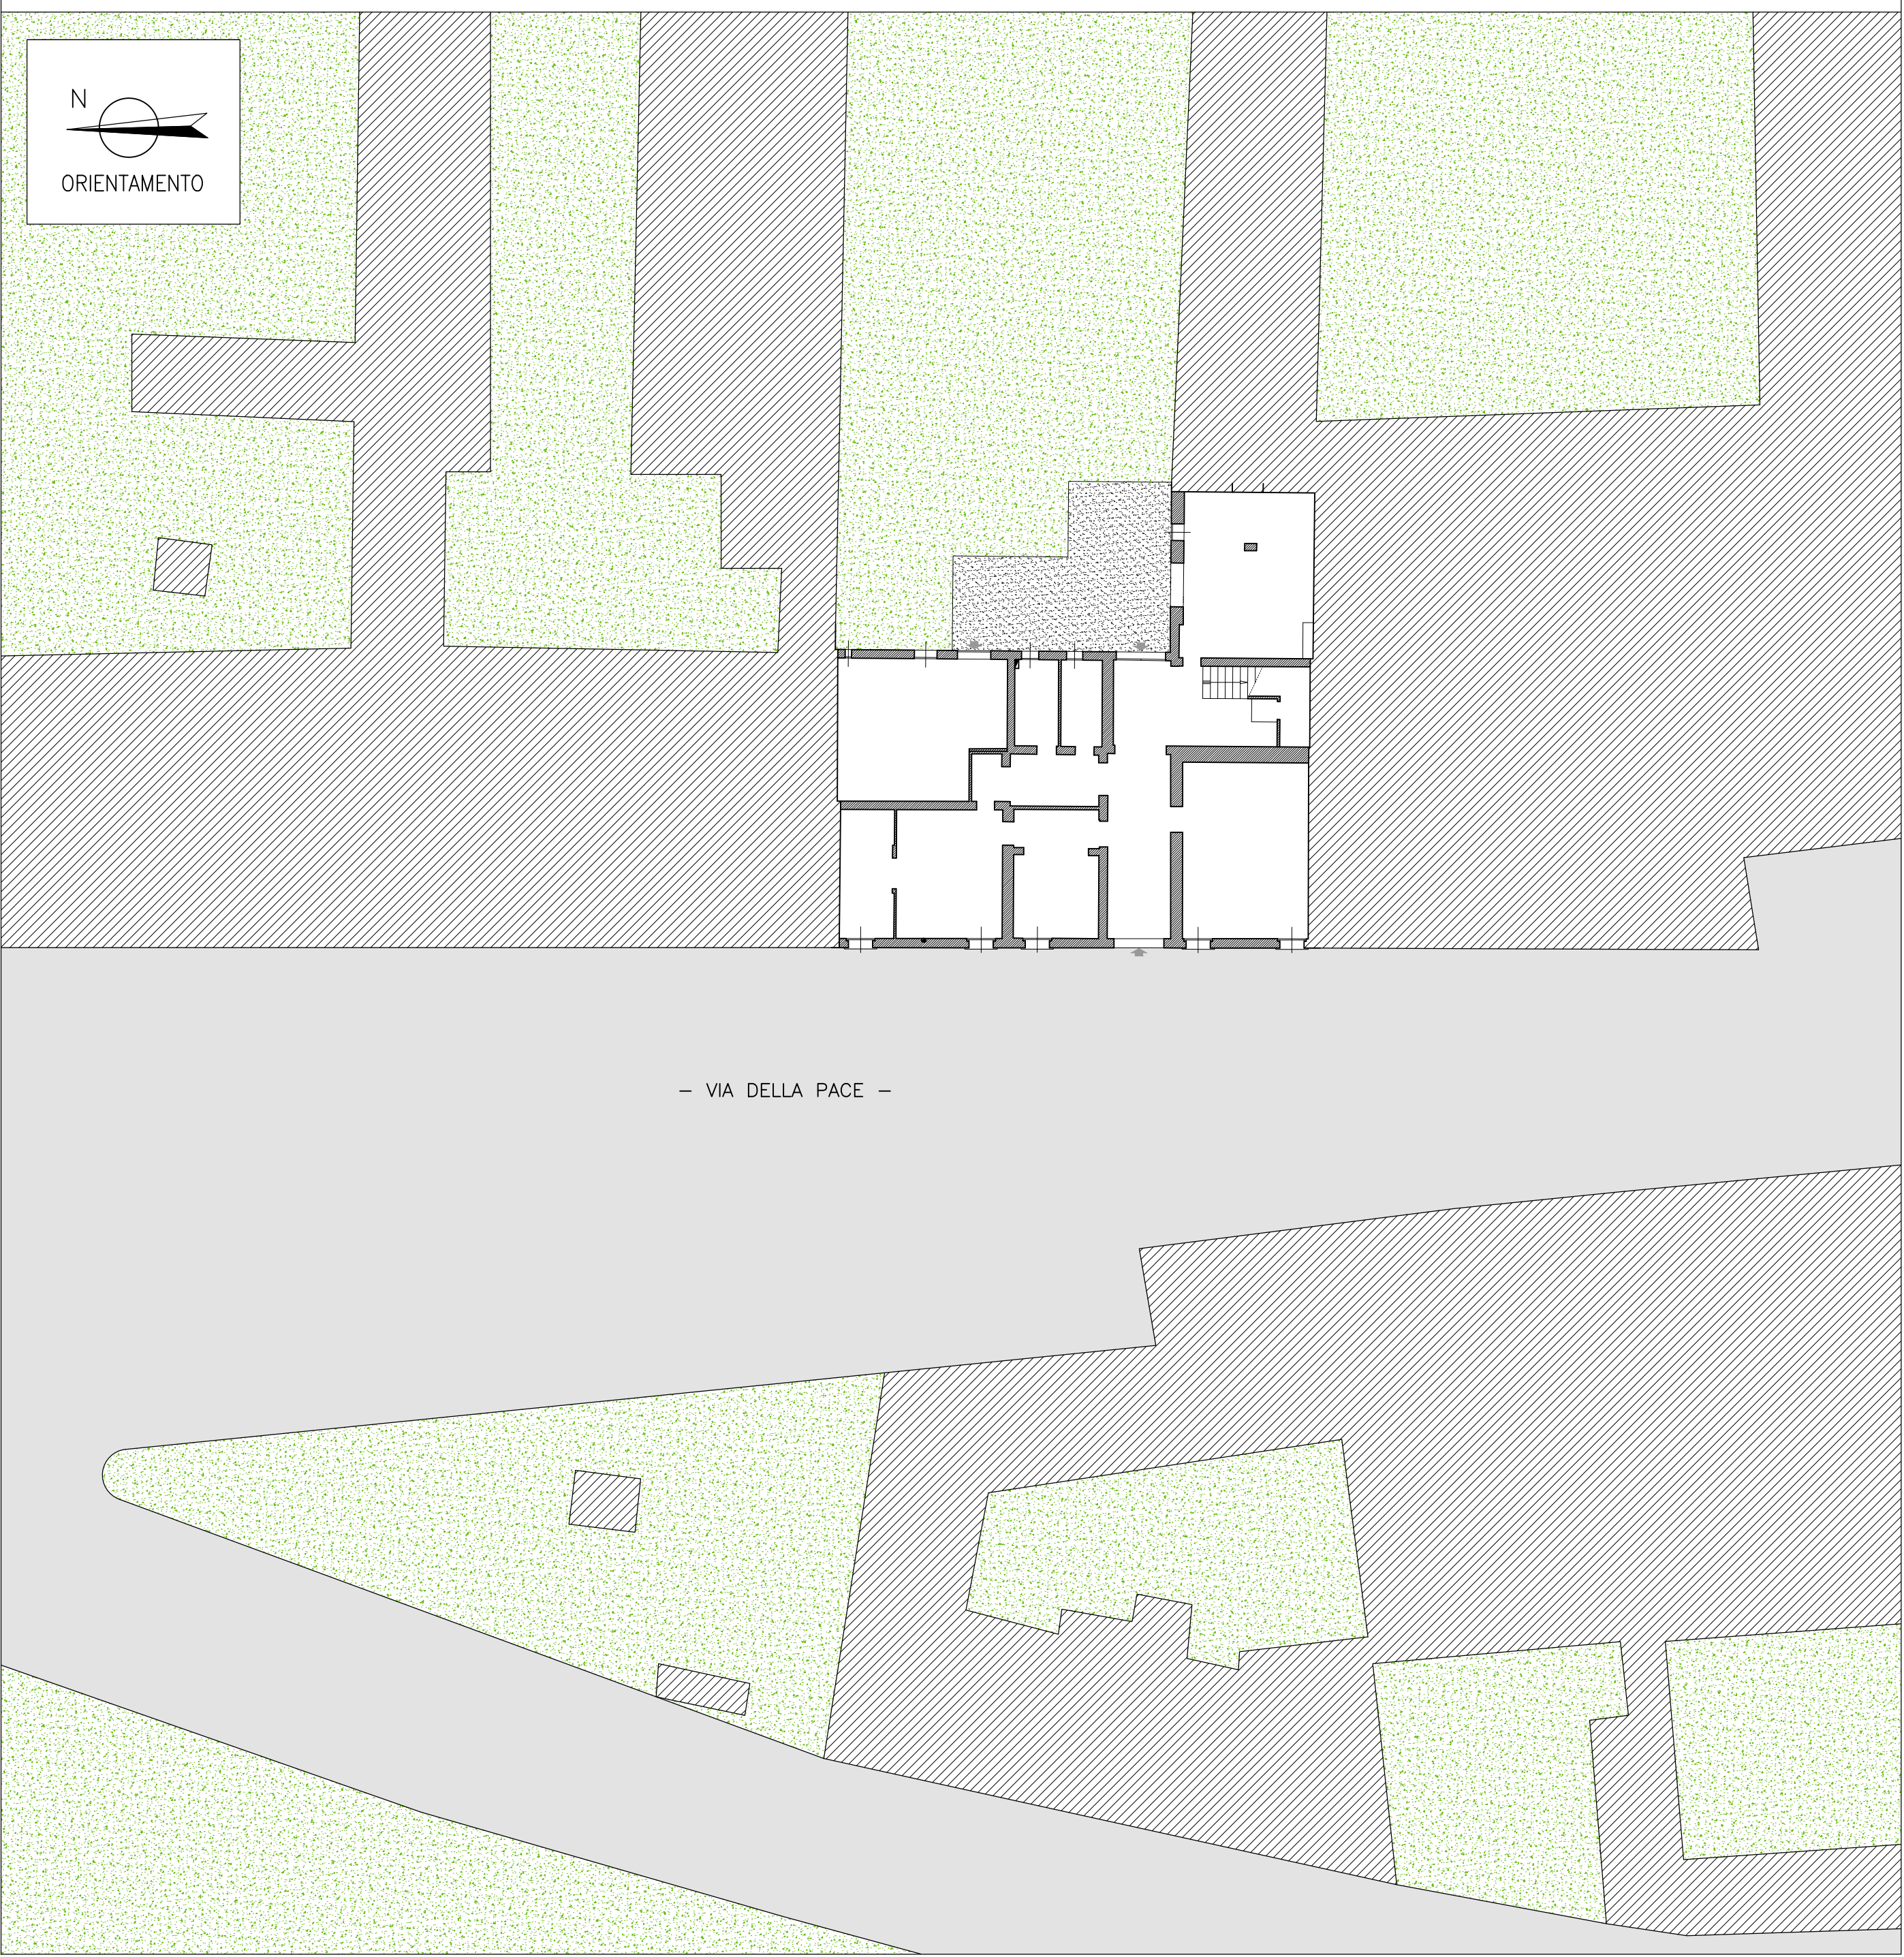 N
ORIENTAMENTO
– VIA DELLA PACE –